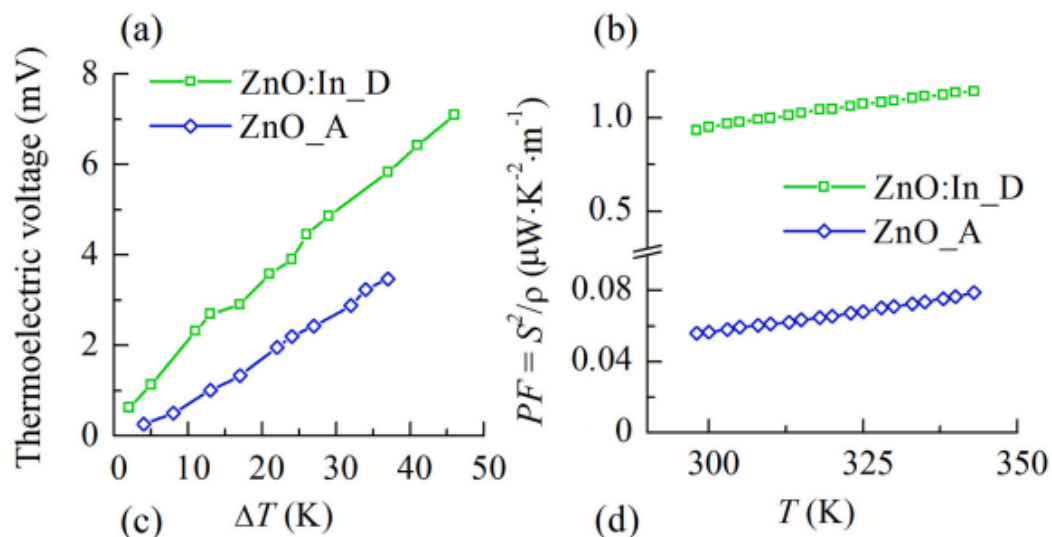 (a)
(b)
Thermoelectric voltage (mV)
8
6
4
2
0
ZnO:In_D
ZnO_A
0 10 20 30 40 50
ΔT (K)
PF = S²/ρ (μW·K⁻²·m⁻¹)
1.0
0.5
0.08
0.04
0
ZnO:In_D
ZnO_A
300 325 350
T (K)
(c)
(d)